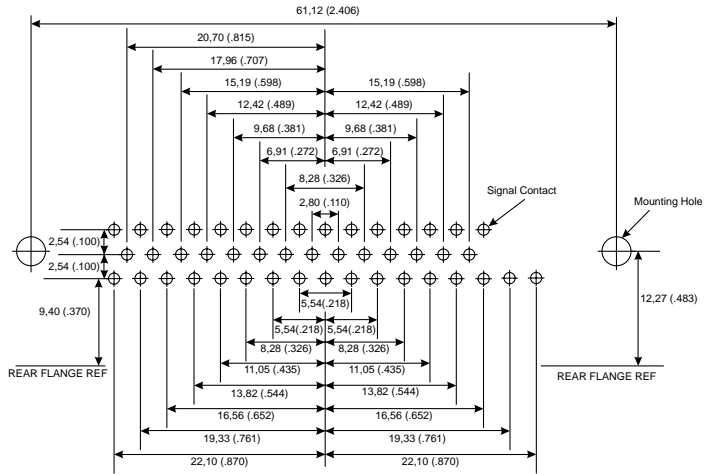 61,12 (2.406)
20,70 (.815)
17,96 (.707)
15,19 (.598) 15,19 (.598)
12,42 (.489) 12,42 (.489)
9,68 (.381) 9,68 (.381)
6,91 (.272) 6,91 (.272)
8,28 (.326)
Signal Contact
2,80 (.110)
Mounting Hole
2,54 (.100)
2,54 (.100)
9,40 (.370)
12,27 (.483)
5,54(.218)
5,54(.218) 5,54(.218)
8,28 (.326) 8,28 (.326)
11,05 (.435) 11,05 (.435)
REAR FLANGE REF REAR FLANGE REF
13,82 (.544) 13,82 (.544)
16,56 (.652) 16,56 (.652)
19,33 (.761) 19,33 (.761)
22,10 (.870) 22,10 (.870)